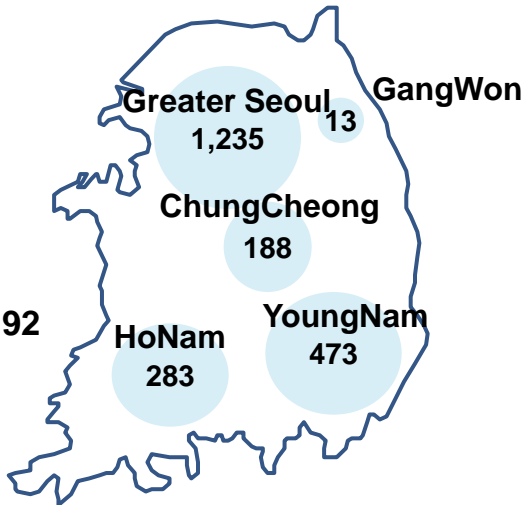 Greater Seoul
1,235
GangWon
13
ChungCheong
188
92
HoNam
283
YoungNam
473